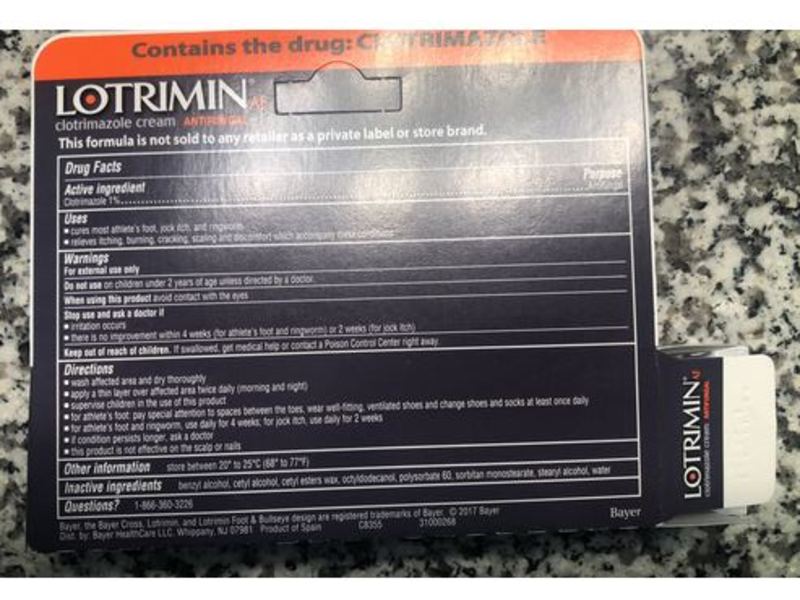 Contains the drug: CLOTRIMAZOLE
LOTRIMIN AF
clotrimazole cream ANTIFUNGAL
This formula is not sold to any retailer as a private label or store brand.
Drug Facts
Active ingredient Purpose
Clotrimazole 1% Antifungal
Uses
▪ cures most athlete's foot, jock itch, and ringworm
▪ relieves itching, burning, cracking, scaling and discomfort which accompany these conditions
Warnings
For external use only
Do not use on children under 2 years of age unless directed by a doctor.
When using this product avoid contact with the eyes
Stop use and ask a doctor if
▪ irritation occurs
▪ there is no improvement within 4 weeks (for athlete's foot and ringworm) or 2 weeks (for jock itch)
Keep out of reach of children. If swallowed, get medical help or contact a Poison Control Center right away.
Directions
▪ wash affected area and dry thoroughly
▪ apply a thin layer over affected area twice daily (morning and night)
▪ supervise children in the use of this product
▪ for athlete's foot: pay special attention to spaces between the toes, wear well-fitting, ventilated shoes and change shoes and socks at least once daily
▪ for athlete's foot and ringworm, use daily for 4 weeks; for jock itch, use daily for 2 weeks
▪ if condition persists longer, ask a doctor
▪ this product is not effective on the scalp or nails
Other information store between 20° to 25°C (68° to 77°F)
Inactive ingredients benzyl alcohol, cetyl alcohol, cetyl esters wax, octyldodecanol, polysorbate 60, sorbitan monostearate, stearyl alcohol, water
Questions? 1-866-360-3226
Bayer, the Bayer Cross, Lotrimin, and Lotrimin Foot & Bullseye design are registered trademarks of Bayer. © 2017 Bayer
Dist. by: Bayer HealthCare LLC. Whippany, NJ 07981 Product of Spain C8355 31000268
Bayer
LOTRIMIN® AF
clotrimazole cream ANTIFUNGAL